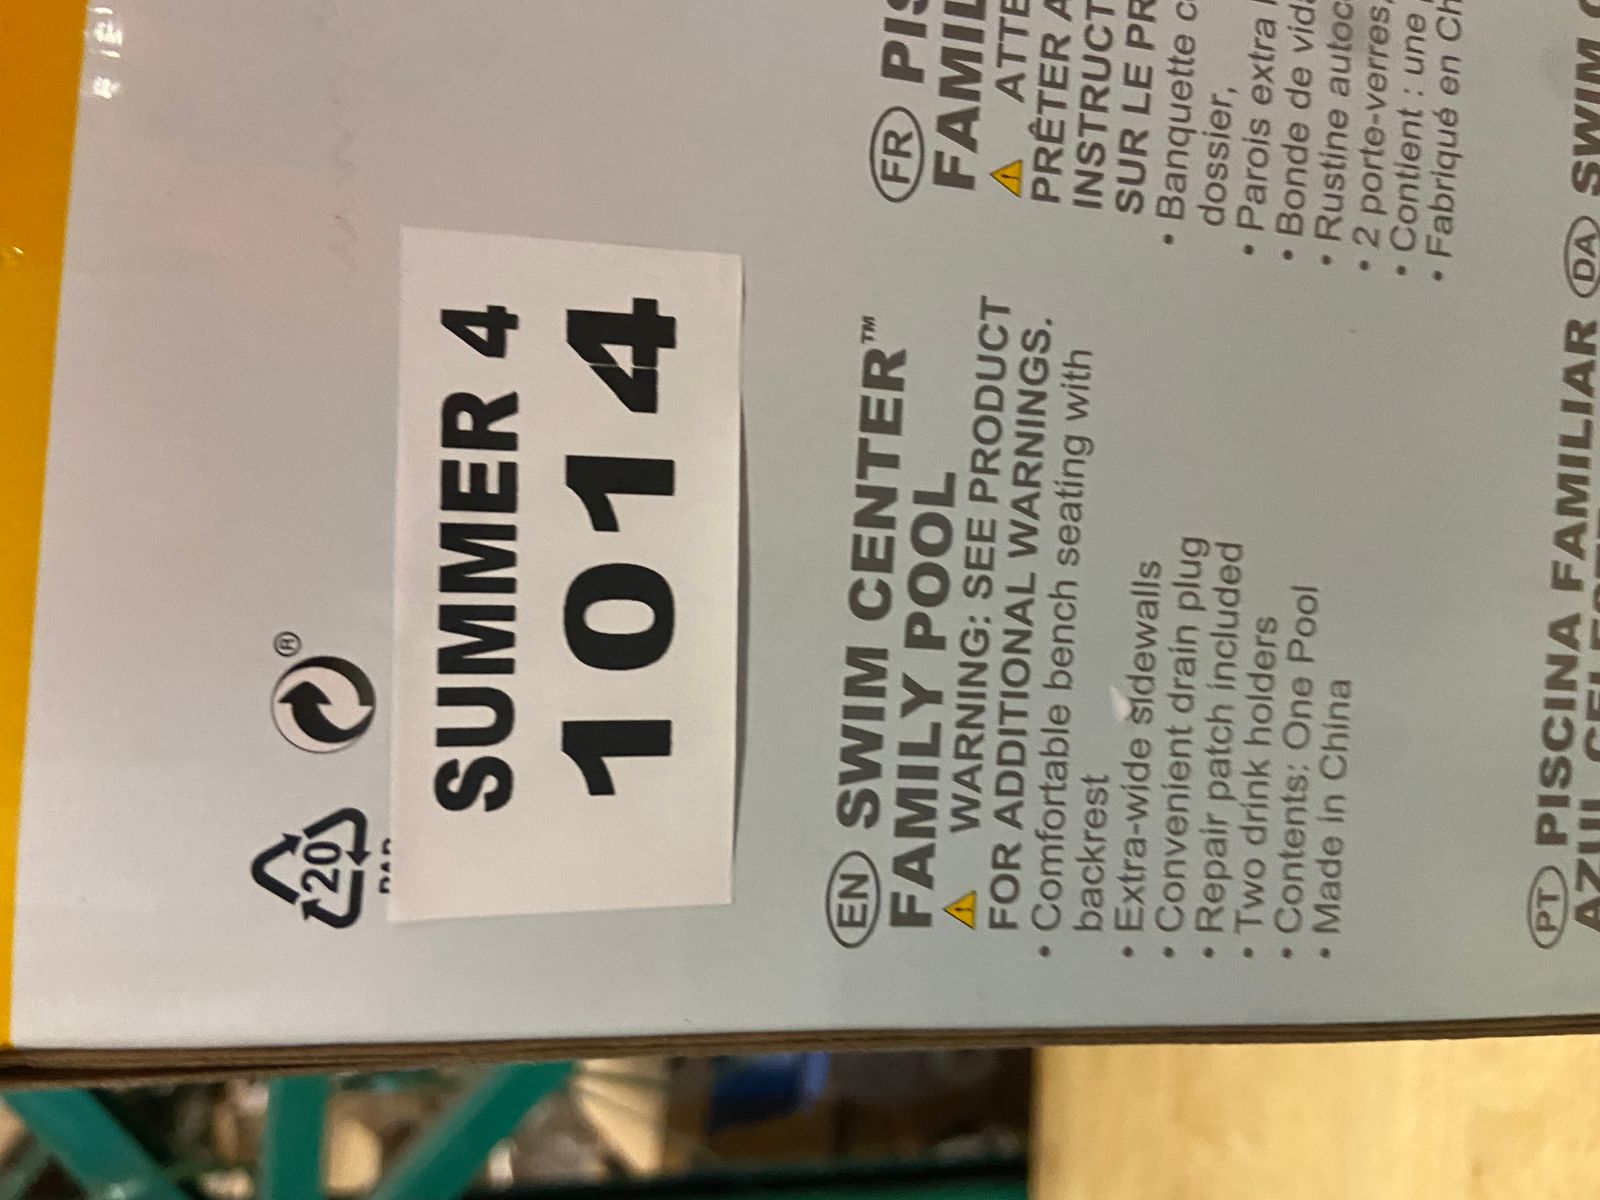 20
®
SUMMER 4
1014
EN SWIM CENTER™
FAMILY POOL
WARNING: SEE PRODUCT
FOR ADDITIONAL WARNINGS.
• Comfortable bench seating with
backrest
• Extra-wide sidewalls
• Convenient drain plug
• Repair patch included
• Two drink holders
• Contents: One Pool
• Made in China
FR PIS
FAMIL
ATTE
PRÊTER A
INSTRUCT
SUR LE PR
• Banquette c
dossier,
• Parois extra
• Bonde de vida
• Rustine autoc
• 2 porte-verres,
• Contient : une
• Fabriqué en Ch
PT PISCINA FAMILIAR
AZUL
DA SWIM C